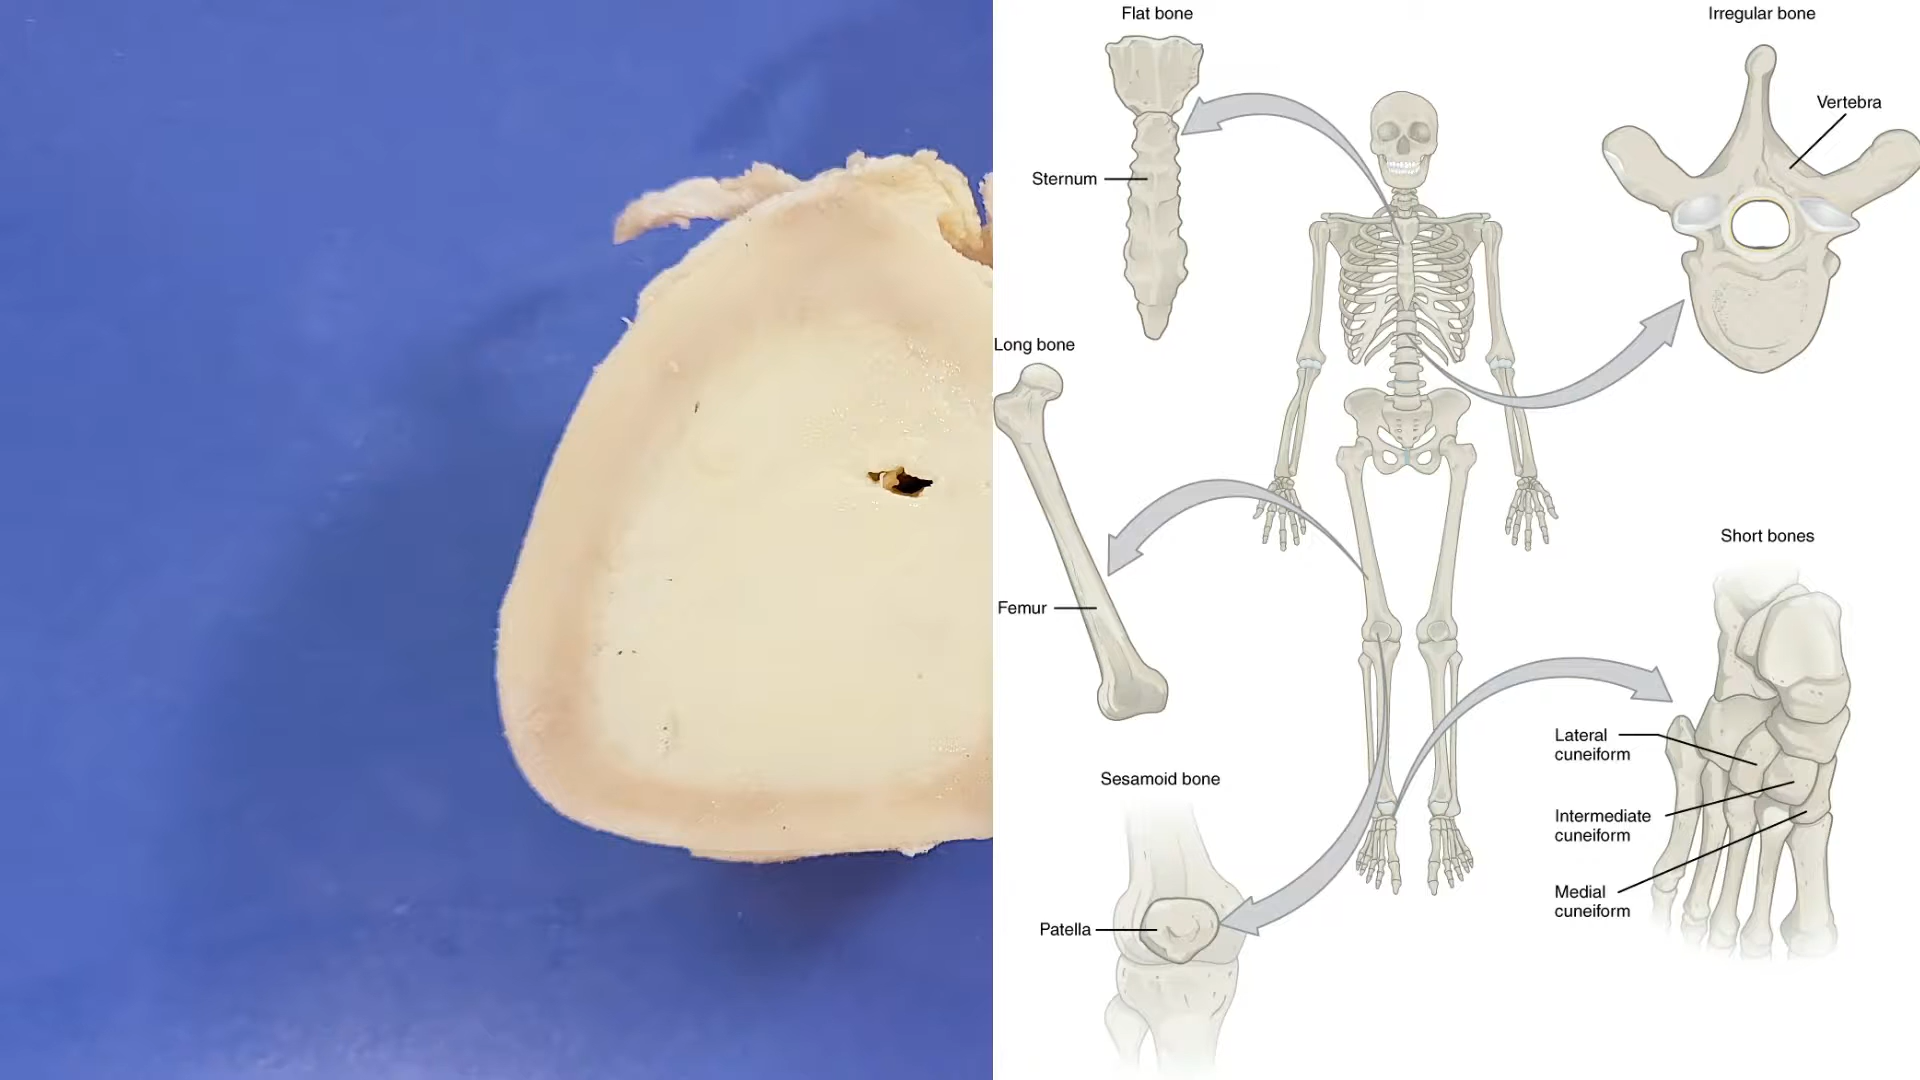 Flat bone
Irregular bone
Vertebra
Sternum
Long bone
Femur
Short bones
Lateral
cuneiform
Intermediate
cuneiform
Medial
cuneiform
Sesamoid bone
Patella